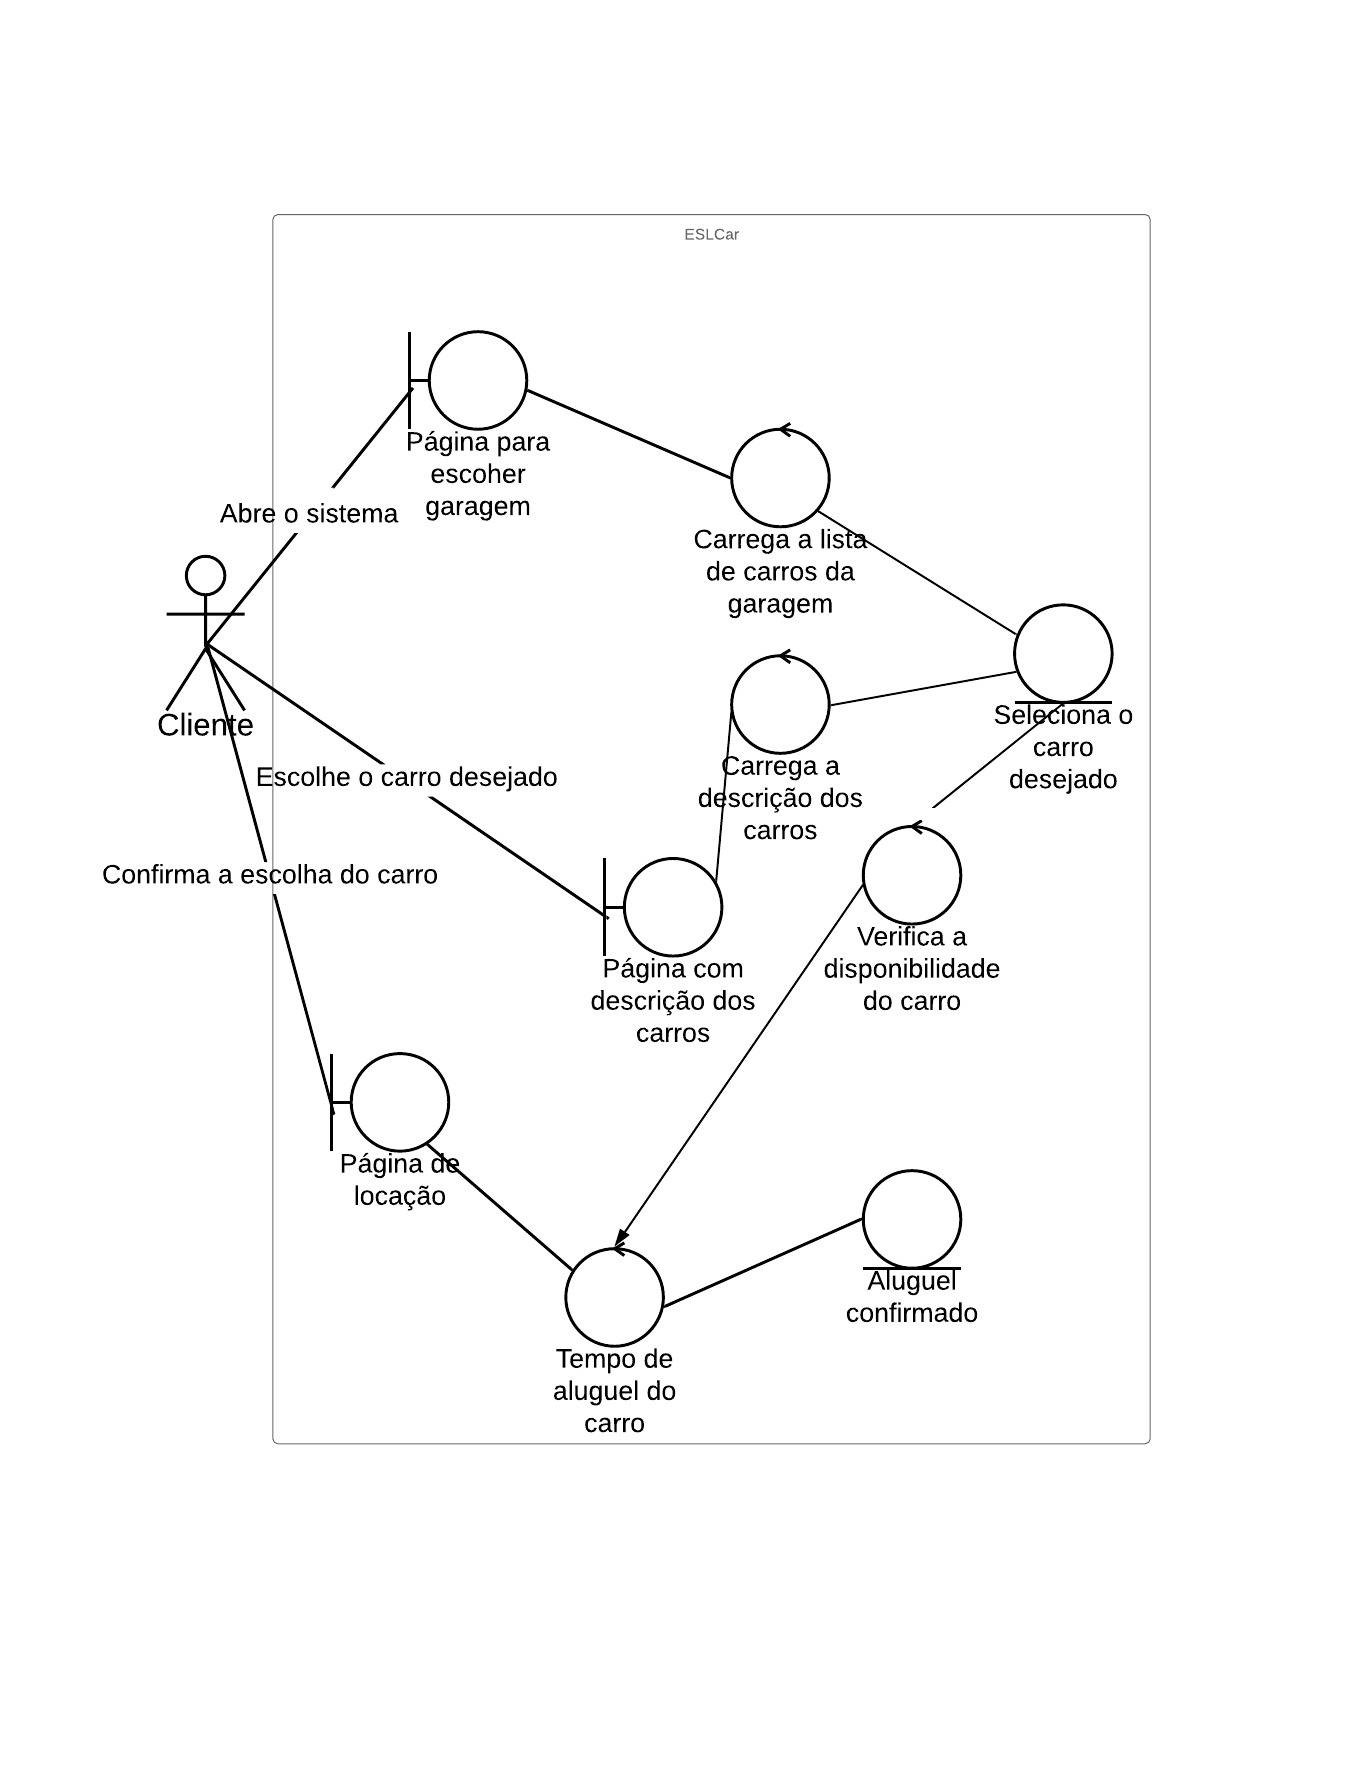 ESLCar
Página para
escoher
garagem
Abre o sistema
Carrega a lista
de carros da
garagem
Cliente
Seleciona o
carro
desejado
Escolhe o carro desejado
Carrega a
descrição dos
carros
Confirma a escolha do carro
Verifica a
disponibilidade
do carro
Página com
descrição dos
carros
Página de
locação
Aluguel
confirmado
Tempo de
aluguel do
carro